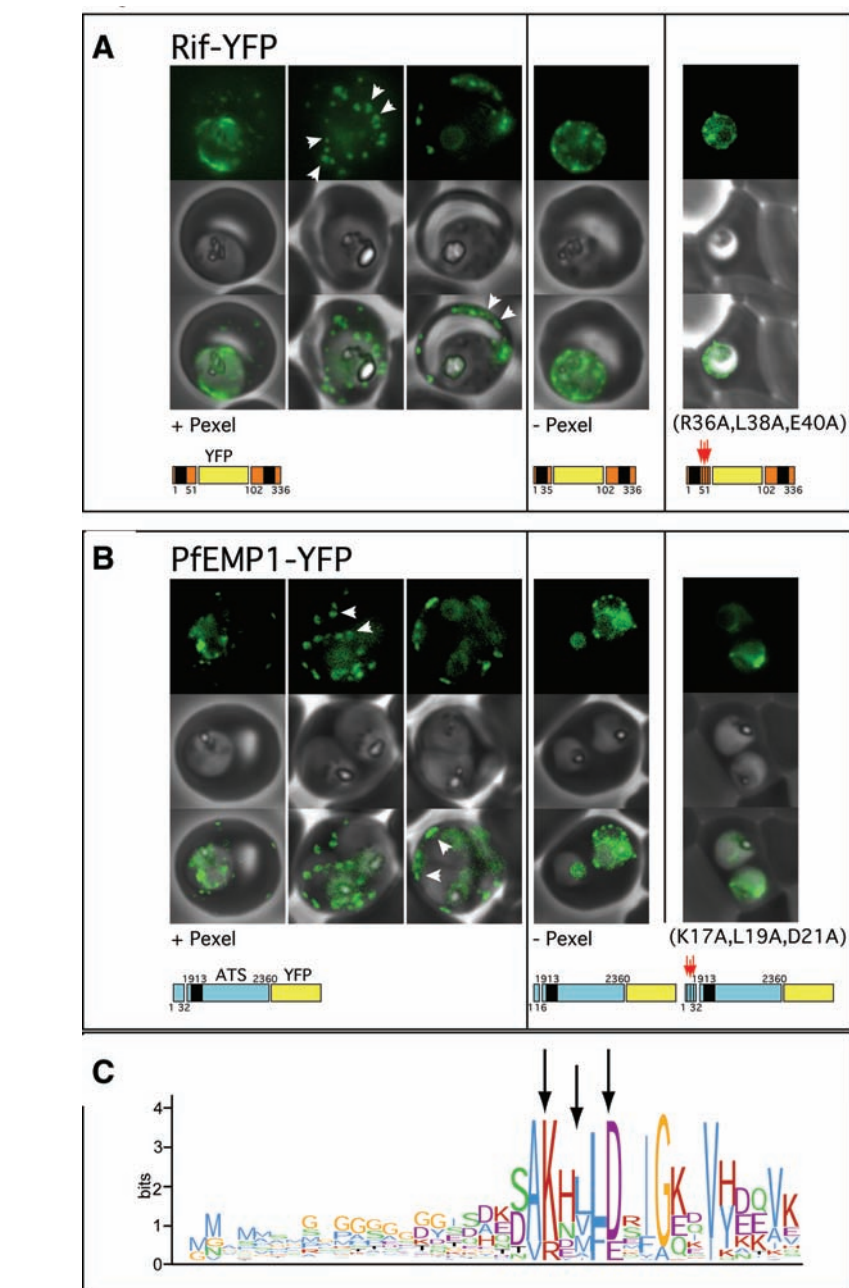 A
Rif-YFP
+ Pexel
- Pexel
(R36A,L38A,E40A)
YFP
1 51 102 336
1 35 102 336
1 51 102 336
B
PfEMP1-YFP
+ Pexel
- Pexel
(K17A,L19A,D21A)
1913 ATS 2360 YFP
1913 2360
1913 2360
1 32
1 16
1 32
C
bits
4
3
2
1
0